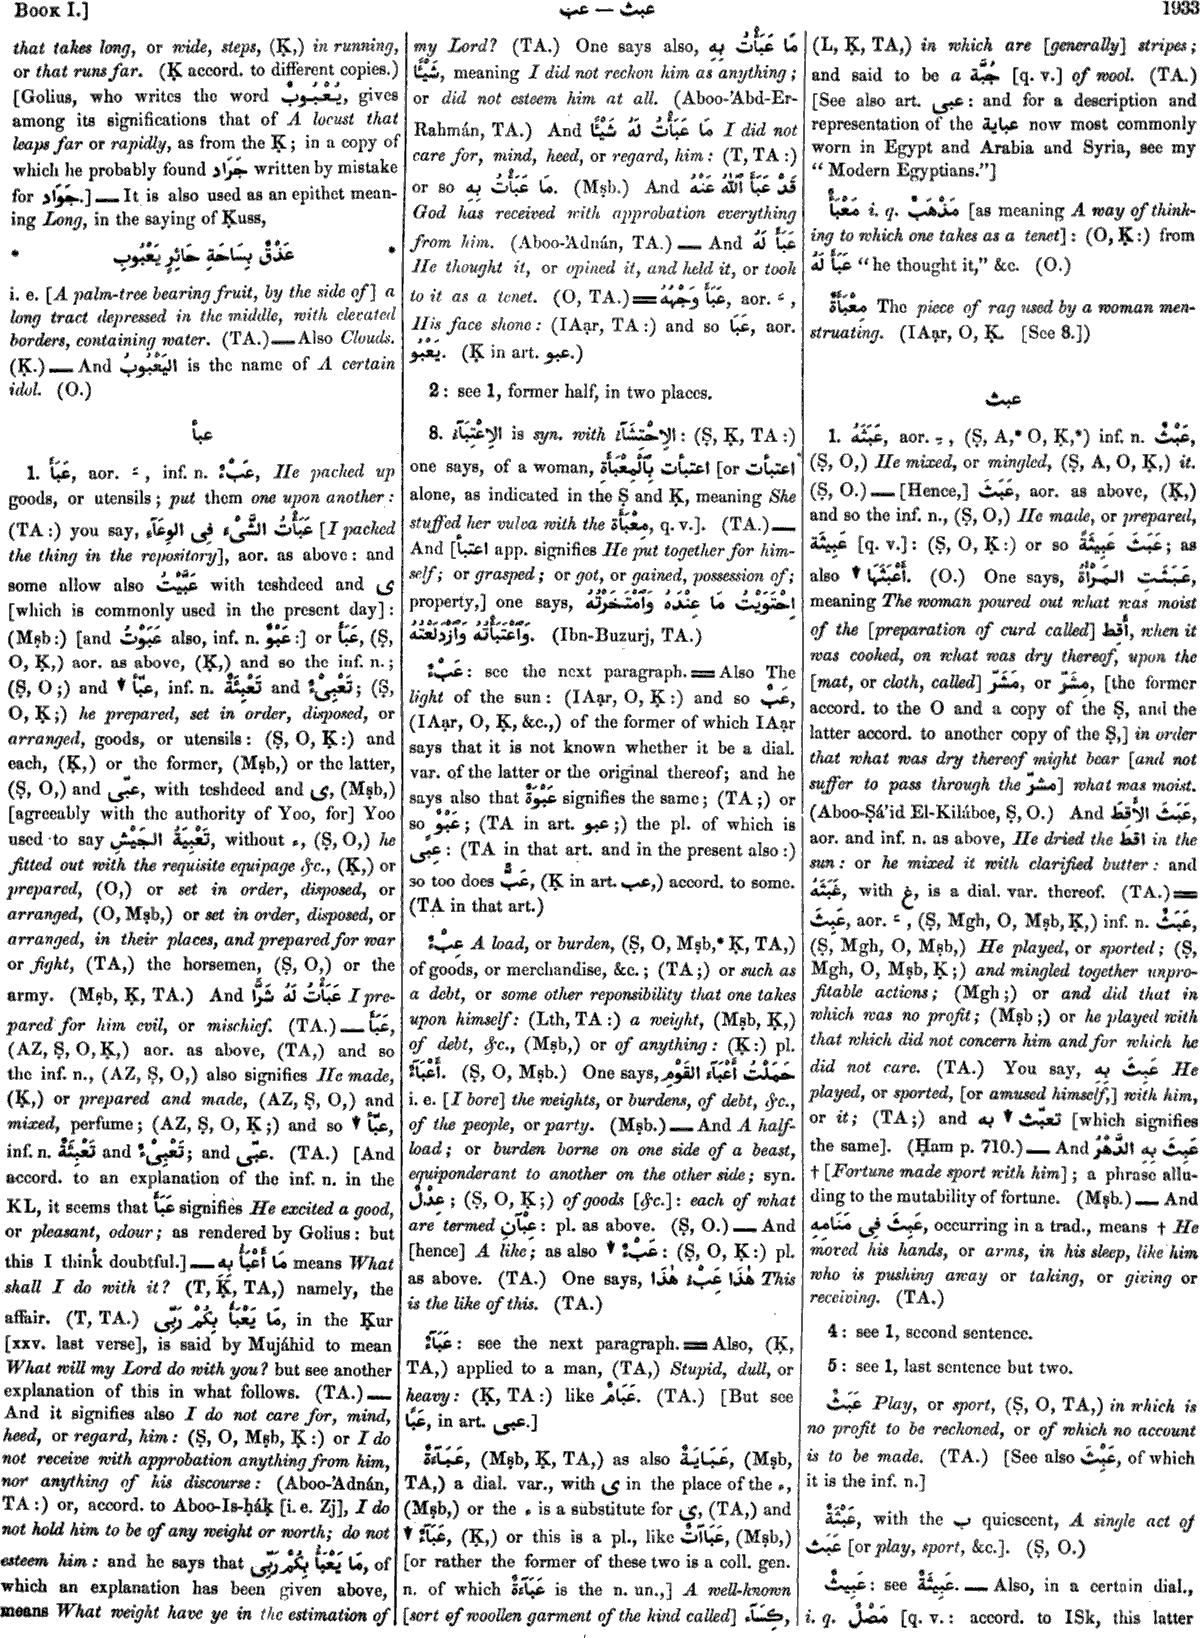 BOOK I.]
عب — عبث
1933
that takes long, or wide, steps, (Ḳ,) in running,
or that runs far. (Ḳ accord. to different copies.)
[Golius, who writes the word يُعْبُوبٌ, gives
among its significations that of A locust that
leaps far or rapidly, as from the Ḳ; in a copy of
which he probably found جَرَاد written by mistake
for جَوَاد.] — It is also used as an epithet mean-
ing Long, in the saying of Ḳuss,
* عَذْقٌ بِسَاحَةِ حَائِرٍ يَعْبُوبِ *
i. e. [A palm-tree bearing fruit, by the side of] a
long tract depressed in the middle, with elevated
borders, containing water. (TA.) — Also Clouds.
(Ḳ.) — And اليَعْبُوبُ is the name of A certain
idol. (O.)
عبأ
1. عَبَأَ, aor. ـَ, inf. n. عَبْءٌ, He packed up
goods, or utensils; put them one upon another:
(TA:) you say, عَبَأْتُ الشَّىْءَ فِى الوِعَآءِ [I packed
the thing in the repository], aor. as above: and
some allow also عَبَّيْتُ with teshdeed and ى
[which is commonly used in the present day]:
(Mṣb:) [and عَبَوْتُ also, inf. n. عَبْوٌ:] or عَبَأَ, (Ṣ,
O, Ḳ,) aor. as above, (Ḳ,) and so the inf. n.;
(Ṣ, O;) and ▼ عبّأ, inf. n. تَعْبِئَةٌ and تَعْبِىْءٌ; (Ṣ,
O, Ḳ;) he prepared, set in order, disposed, or
arranged, goods, or utensils: (Ṣ, O, Ḳ:) and
each, (Ḳ,) or the former, (Mṣb,) or the latter,
(Ṣ, O,) and عبّى, with teshdeed and ى, (Mṣb,)
[agreeably with the authority of Yoo, for] Yoo
used to say تَعْبِيَةُ الجَيْشِ, without ء, (Ṣ, O,) he
fitted out with the requisite equipage &c., (Ḳ,) or
prepared, (O,) or set in order, disposed, or
arranged, (O, Mṣb,) or set in order, disposed, or
arranged, in their places, and prepared for war
or fight, (TA,) the horsemen, (Ṣ, O,) or the
army. (Mṣb, Ḳ, TA.) And عَبَأْتُ لَهُ شَرًّا I pre-
pared for him evil, or mischief. (TA.) — عَبَأَ,
(AZ, Ṣ, O, Ḳ,) aor. as above, (TA,) and so
the inf. n., (AZ, Ṣ, O,) also signifies He made,
(Ḳ,) or prepared and made, (AZ, Ṣ, O,) and
mixed, perfume; (AZ, Ṣ, O, Ḳ;) and so ▼ عبّأ,
inf. n. تَعْبِئَةٌ and تَعْبِىْءٌ; and عبّى. (TA.) [And
accord. to an explanation of the inf. n. in the
KL, it seems that عَبَأَ signifies He excited a good,
or pleasant, odour; as rendered by Golius: but
this I think doubtful.] — مَا أَعْبَأُ بِهِ means What
shall I do with it? (T, Ḳ, TA,) namely, the
affair. (T, TA.) مَا يَعْبَأُ بِكُمْ رَبِّى, in the Ḳur
[xxv. last verse], is said by Mujáhid to mean
What will my Lord do with you? but see another
explanation of this in what follows. (TA.) —
And it signifies also I do not care for, mind,
heed, or regard, him: (Ṣ, O, Mṣb, Ḳ:) or I do
not receive with approbation anything from him,
nor anything of his discourse: (Aboo-'Adnán,
TA:) or, accord. to Aboo-Is-ḥáḳ [i. e. Zj], I do
not hold him to be of any weight or worth; do not
esteem him: and he says that مَا يَعْبَأُ بِكُمْ رَبِّى, of
which an explanation has been given above,
means What weight have ye in the estimation of
my Lord? (TA.) One says also, مَا عَبَأْتُ بِهِ
شَيْئًا, meaning I did not reckon him as anything;
or did not esteem him at all. (Aboo-'Abd-Er-
Rahmán, TA.) And مَا عَبَأْتُ لَهُ شَيْئًا I did not
care for, mind, heed, or regard, him: (T, TA:)
or so مَا عَبَأْتُ بِهِ. (Mṣb.) And قَدْ عَبَأَ ٱللّٰهُ عَنْهُ
God has received with approbation everything
from him. (Aboo-'Adnán, TA.) — And عَبَأَ لَهُ
He thought it, or opined it, and held it, or took
to it as a tenet. (O, TA.) = عَبَأَ وَجْهُهُ, aor. ـَ,
His face shone: (IAạr, TA:) and so عَبَا, aor.
يَعْبُو. (Ḳ in art. عبو.)
2: see 1, former half, in two places.
8. الاِعْتِبَآءُ is syn. with الاِحْتِشَآءُ: (Ṣ, Ḳ, TA:)
one says, of a woman, اعتبأت بِٱلْمِعْبَأَةِ [or اعتبأت
alone, as indicated in the Ṣ and Ḳ, meaning She
stuffed her vulva with the مِعْبَأَة, q. v.]. (TA.) —
And [اعتبأ app. signifies He put together for him-
self; or grasped; or got, or gained, possession of;
property,] one says, اِحْتَوَيْتُ مَا عِنْدَهُ وَٱمْتَخَرْتُهُ
وَٱعْتَبَأْتُهُ وَٱزْدَلَعْتُهُ. (Ibn-Buzurj, TA.)
عَبْءٌ: see the next paragraph. = Also The
light of the sun: (IAạr, O, Ḳ:) and so عَبٌ,
(IAạr, O, Ḳ, &c.,) of the former of which IAạr
says that it is not known whether it be a dial.
var. of the latter or the original thereof; and he
says also that عَبْوَةٌ signifies the same; (TA;) or
so عَبْوٌ; (TA in art. عبو;) the pl. of which is
عِبًى: (TA in that art. and in the present also:)
so too does عَبٌّ, (Ḳ in art. عب,) accord. to some.
(TA in that art.)
عِبْءٌ A load, or burden, (Ṣ, O, Mṣb,* Ḳ, TA,)
of goods, or merchandise, &c.; (TA;) or such as
a debt, or some other reponsibility that one takes
upon himself: (Lth, TA:) a weight, (Mṣb, Ḳ,)
of debt, &c., (Mṣb,) or of anything: (Ḳ:) pl.
أَعْبَآءٌ. (Ṣ, O, Mṣb.) One says, حَمَلْتُ أَعْبَآءَ القَوْمِ,
i. e. [I bore] the weights, or burdens, of debt, &c.,
of the people, or party. (Mṣb.) — And A half-
load; or burden borne on one side of a beast,
equiponderant to another on the other side; syn.
عِدْلٌ; (Ṣ, O, Ḳ;) of goods [&c.]: each of what
are termed عِبْآنِ: pl. as above. (Ṣ, O.) — And
[hence] A like; as also ▼ عَبْءٌ: (Ṣ, O, Ḳ:) pl.
as above. (TA.) One says, هٰذَا عِبْءُ هٰذَا This
is the like of this. (TA.)
عَبَآءٌ: see the next paragraph. = Also, (Ḳ,
TA,) applied to a man, (TA,) Stupid, dull, or
heavy: (Ḳ, TA:) like عَبَامٌ. (TA.) [But see
عَبًا, in art. عبى.]
عَبَآءَةٌ, (Mṣb, Ḳ, TA,) as also عَبَايَةٌ, (Mṣb,
TA,) a dial. var., with ى in the place of the ء,
(Mṣb,) or the ء is a substitute for ى, (TA,) and
▼ عَبَآءٌ, (Ḳ,) or this is a pl., like عَبَآآتٌ, (Mṣb,)
[or rather the former of these two is a coll. gen.
n. of which عَبَآءَةٌ is the n. un.,] A well-known
[sort of woollen garment of the kind called] كِسَآء,
(L, Ḳ, TA,) in which are [generally] stripes;
and said to be a جُبَّة [q. v.] of wool. (TA.)
[See also art. عبى: and for a description and
representation of the عباية now most commonly
worn in Egypt and Arabia and Syria, see my
“Modern Egyptians.”]
مَعْبَأٌ i. q. مَذْهَبٌ [as meaning A way of think-
ing to which one takes as a tenet]: (O, Ḳ:) from
عَبَأَ لَهُ “he thought it,” &c. (O.)
مِعْبَأَةٌ The piece of rag used by a woman men-
struating. (IAạr, O, Ḳ. [See 8.])
عبث
1. عَبَثَهُ, aor. ـِ, (Ṣ, A,* O, Ḳ,*) inf. n. عَبْثٌ,
(Ṣ, O,) He mixed, or mingled, (Ṣ, A, O, Ḳ,) it.
(Ṣ, O.) — [Hence,] عَبَثَ, aor. as above, (Ḳ,)
and so the inf. n., (Ṣ, O,) He made, or prepared,
عَبِيثَة [q. v.]: (Ṣ, O, Ḳ:) or so عَبَثَ عَبِيثَةً; as
also ▼ أَعْبَثَهَا. (O.) One says, عَبَثَتِ المَرْأَةُ,
meaning The woman poured out what was moist
of the [preparation of curd called] أَقِط, when it
was cooked, on what was dry thereof, upon the
[mat, or cloth, called] مَشَرّ, or مِشَرّ, [the former
accord. to the O and a copy of the Ṣ, and the
latter accord. to another copy of the Ṣ,] in order
that what was dry thereof might bear [and not
suffer to pass through the مشرّ] what was moist.
(Aboo-Ṣá'id El-Kilábee, Ṣ, O.) And عَبَثَ الأَقِطَ
aor. and inf. n. as above, He dried the اقط in the
sun: or he mixed it with clarified butter: and
غَبَثَهُ, with غ, is a dial. var. thereof. (TA.) =
عَبِثَ, aor. ـَ, (Ṣ, Mgh, O, Mṣb, Ḳ,) inf. n. عَبَثٌ,
(Ṣ, Mgh, O, Mṣb,) He played, or sported; (Ṣ,
Mgh, O, Mṣb, Ḳ;) and mingled together unpro-
fitable actions; (Mgh;) or and did that in
which was no profit; (Mṣb;) or he played with
that which did not concern him and for which he
did not care. (TA.) You say, عَبِثَ بِهِ He
played, or sported, [or amused himself,] with him,
or it; (TA;) and ▼ تعبّث به [which signifies
the same]. (Ḥam p. 710.) — And عَبِثَ بِهِ الدَّهْرُ
† [Fortune made sport with him]; a phrase allu-
ding to the mutability of fortune. (Mṣb.) — And
عَبِثَ فِى مَنَامِهِ, occurring in a trad., means † He
moved his hands, or arms, in his sleep, like him
who is pushing away or taking, or giving or
receiving. (TA.)
4: see 1, second sentence.
5: see 1, last sentence but two.
عَبَثٌ Play, or sport, (Ṣ, O, TA,) in which is
no profit to be reckoned, or of which no account
is to be made. (TA.) [See also عَبِثَ, of which
it is the inf. n.]
عَبْثَةٌ, with the ب quiescent, A single act of
عَبَث [or play, sport, &c.]. (Ṣ, O.)
عَبِيثٌ: see عَبِيثَةٌ. — Also, in a certain dial.,
i. q. مَصْلٌ [q. v.: accord. to ISk, this latter